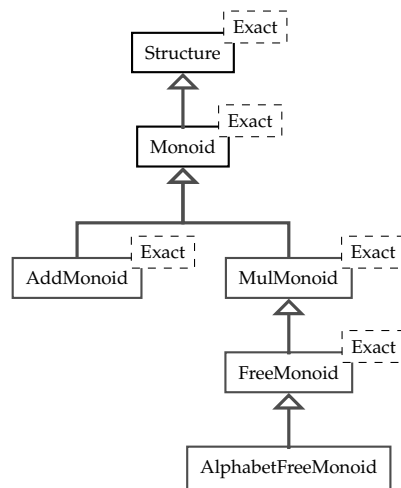 Exact
Structure
Exact
Monoid
Exact
AddMonoid
Exact
MulMonoid
Exact
FreeMonoid
AlphabetFreeMonoid